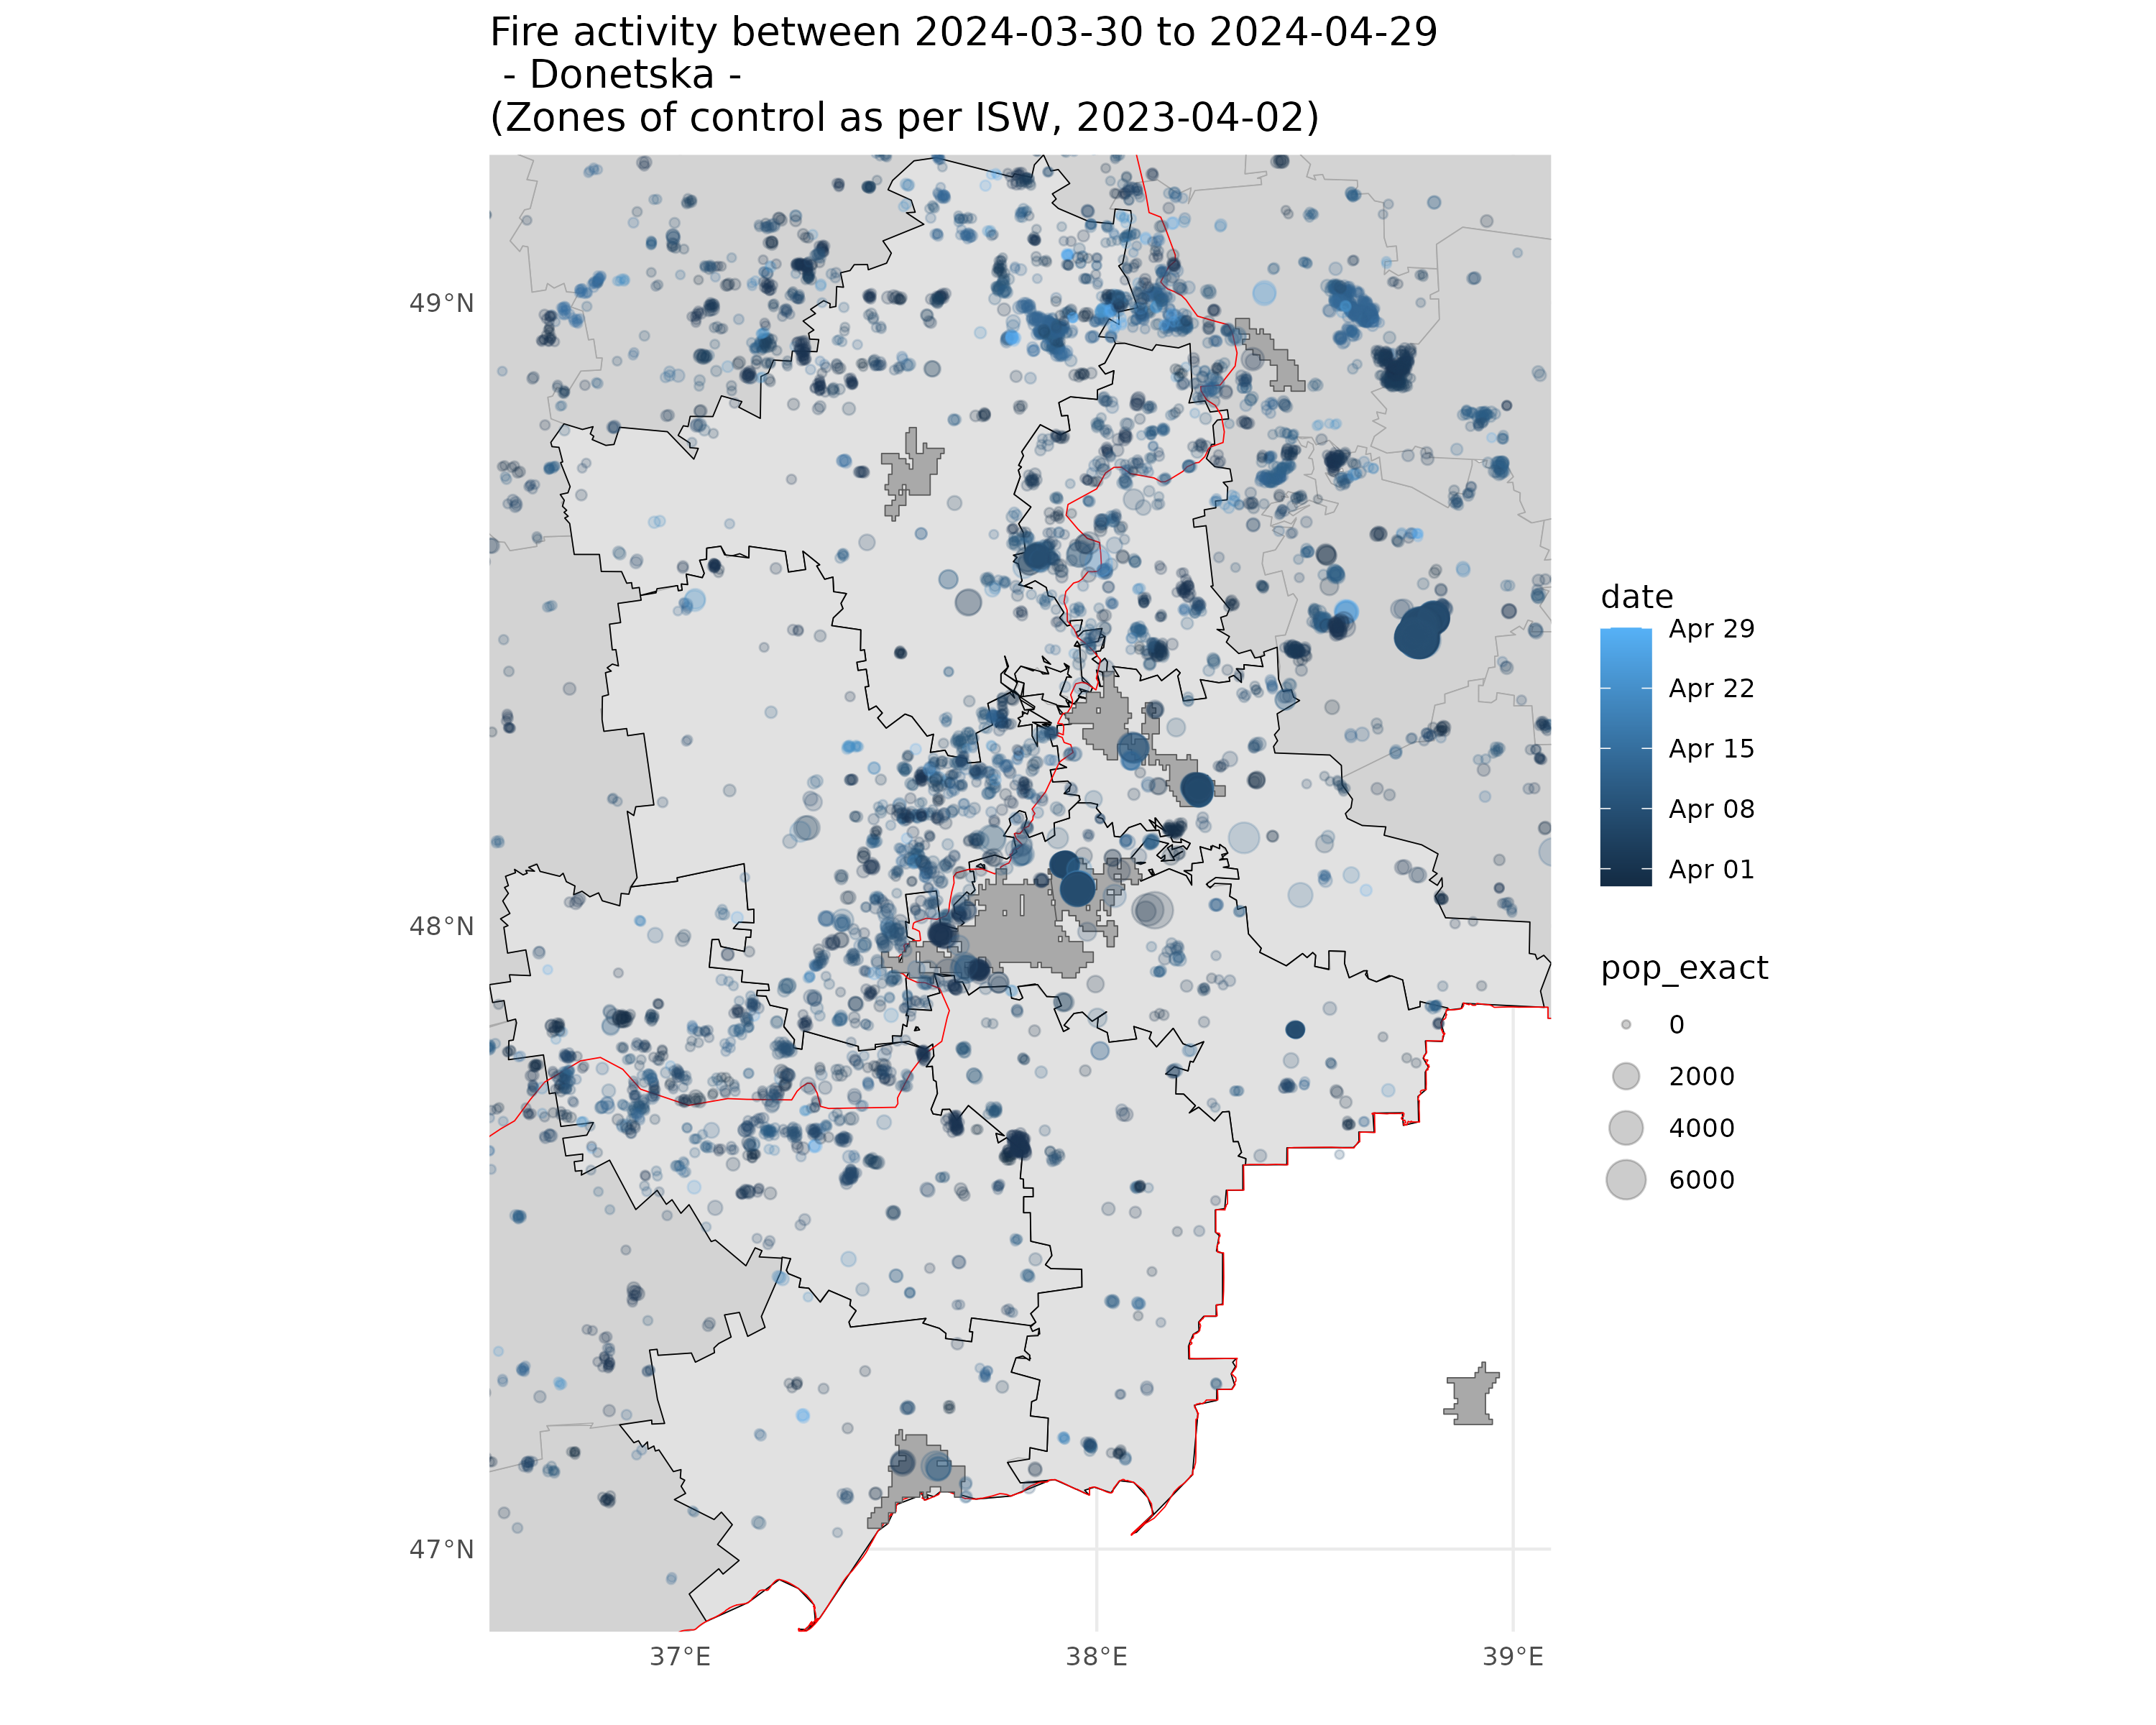 Fire activity between 2024-03-30 to 2024-04-29
- Donetska -
(Zones of control as per ISW, 2023-04-02)
49°N
48°N
47°N
37°E
38°E
39°E
date
Apr 29
Apr 22
Apr 15
Apr 08
Apr 01
pop_exact
0
2000
4000
6000